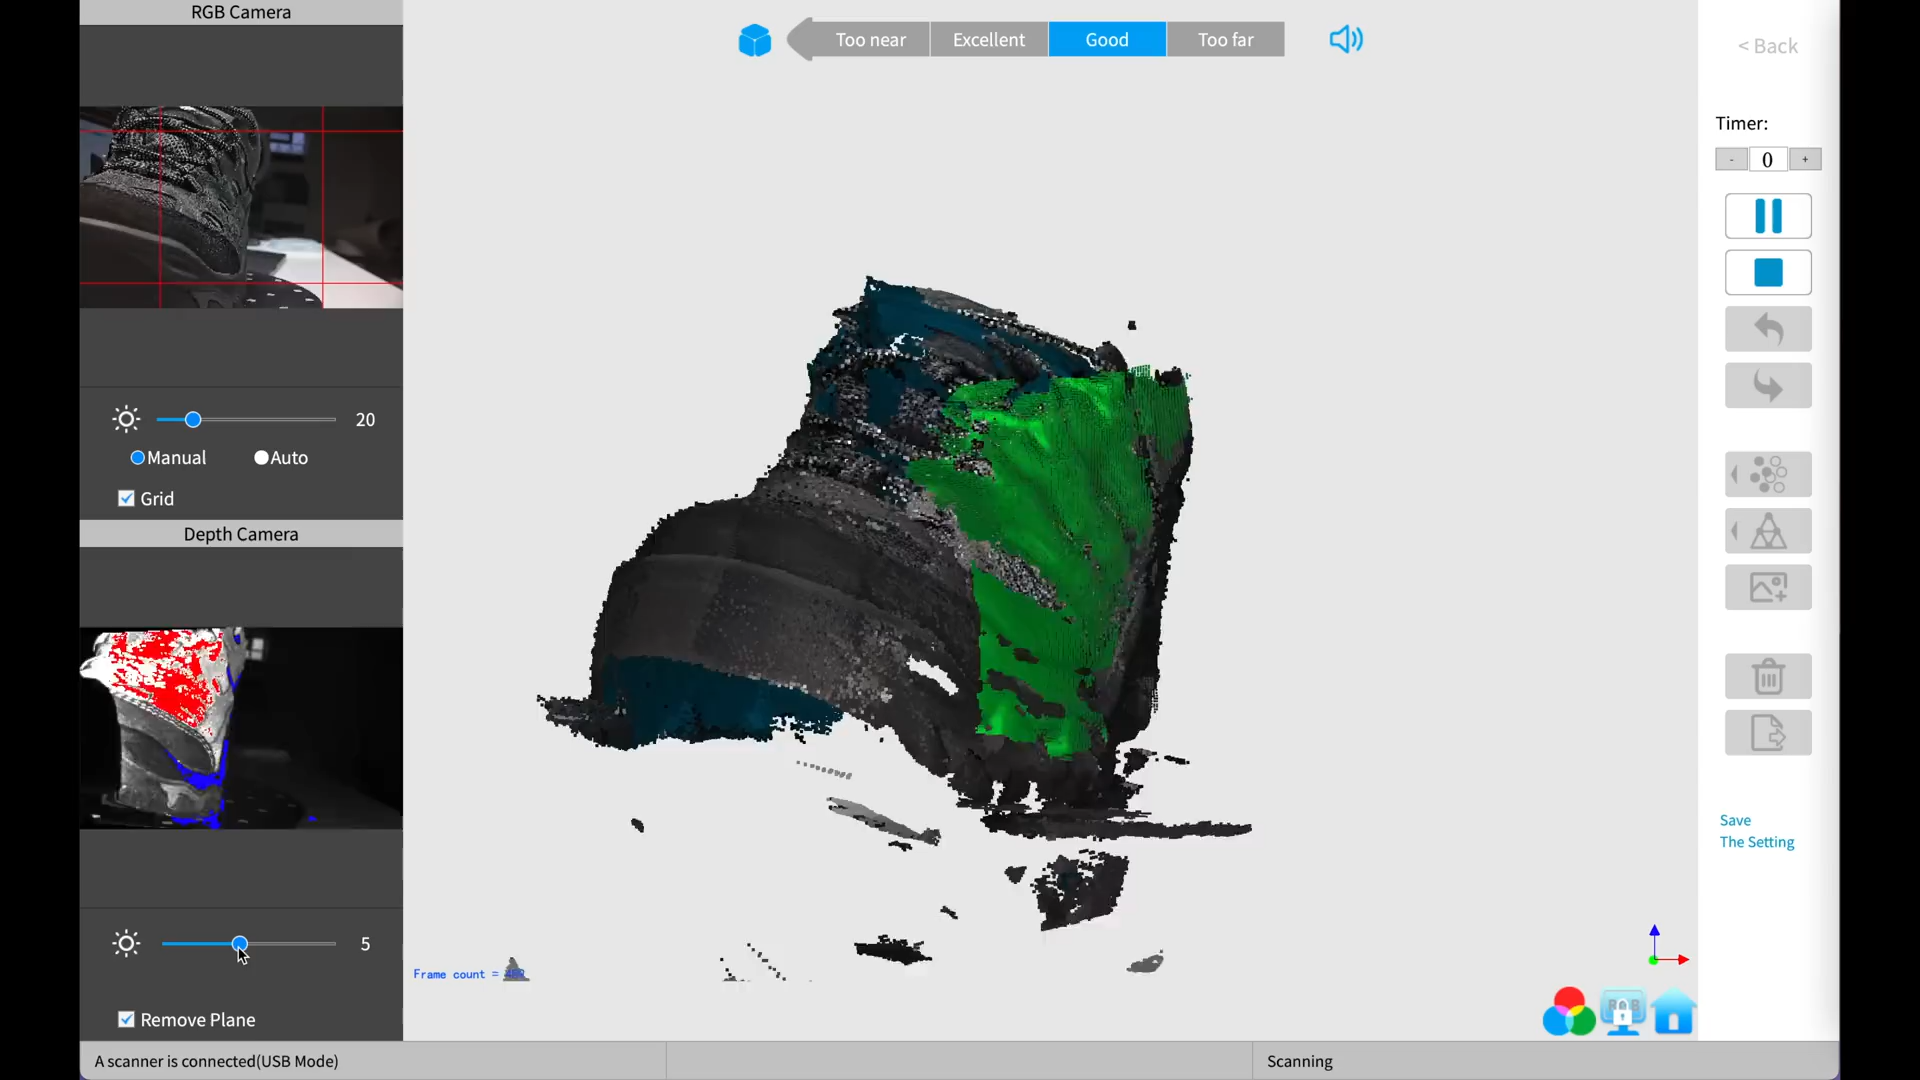 RGB Camera
Too near
Excellent
Good
Too far
< Back
Timer:
- 0 +
20
Manual
Auto
Grid
Depth Camera
Save
The Setting
5
Frame count =
RGB
Remove Plane
A scanner is connected(USB Mode)
Scanning